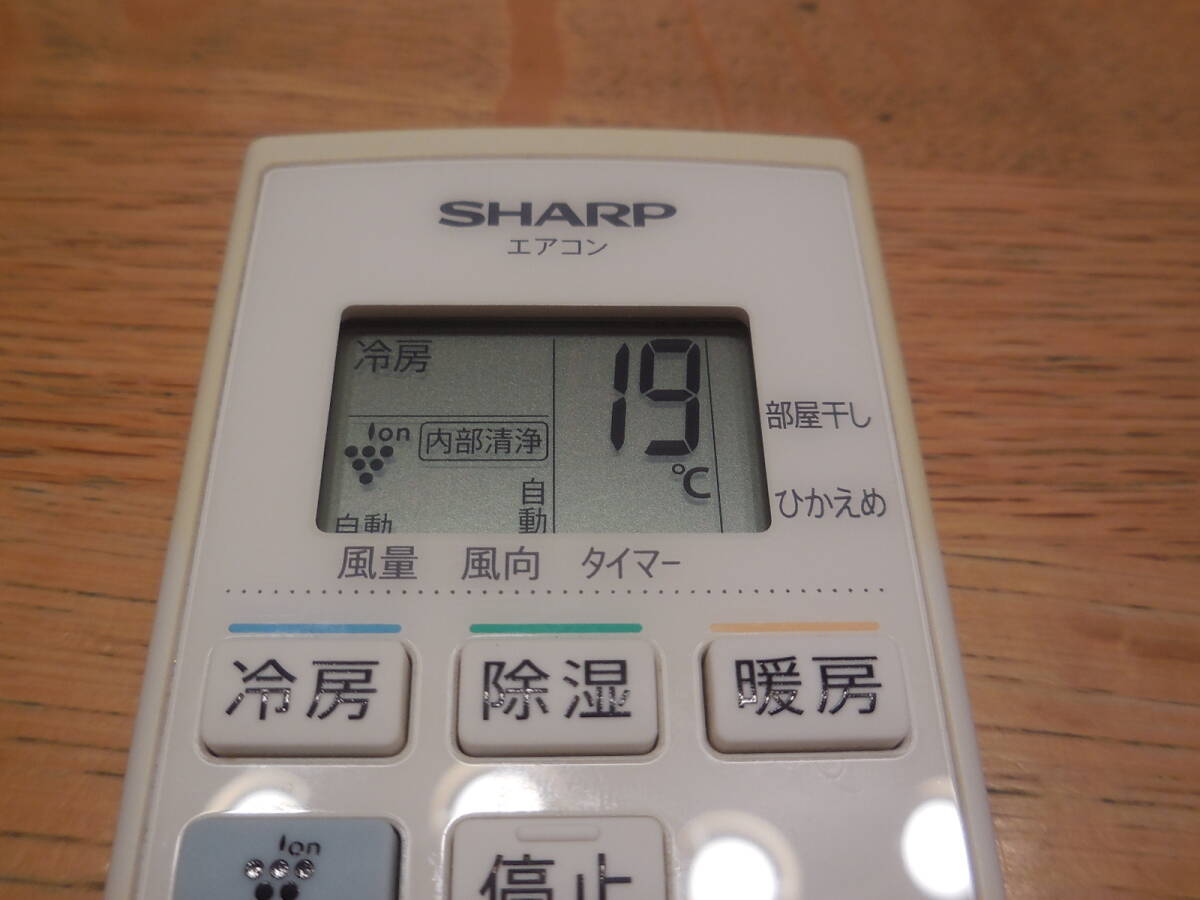 SHARP
エアコン
冷房
19
℃
Ion
内部清浄
自動
自動
部屋干し
ひかえめ
風量 風向 タイマー
冷房 除湿 暖房
Ion
停止